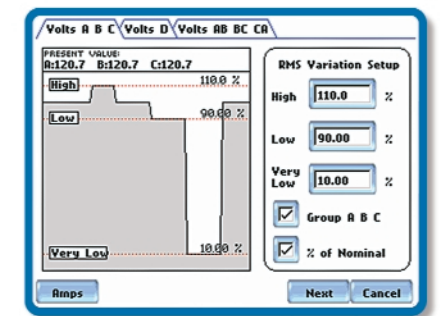 Volts A B C Volts D Volts AB BC CA
PRESENT VALUE:
A:120.7 B:120.7 C:120.7
High 110.0 %
Low 90.00 %
Very Low 10.00 %
RMS Variation Setup
High 110.0 %
Low 90.00 %
Very Low 10.00 %
Group A B C
% of Nominal
Amps Next Cancel